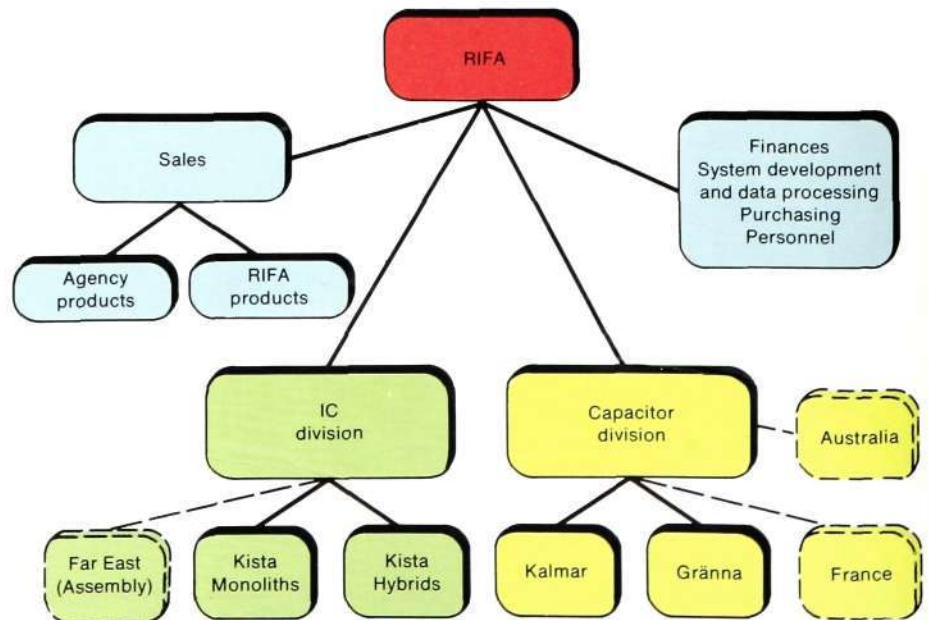 RIFA
Sales
Finances
System development
and data processing
Purchasing
Personnel
Agency
products
RIFA
products
IC
division
Capacitor
division
Australia
Far East
(Assembly)
Kista
Monoliths
Kista
Hybrids
Kalmar
Gränna
France